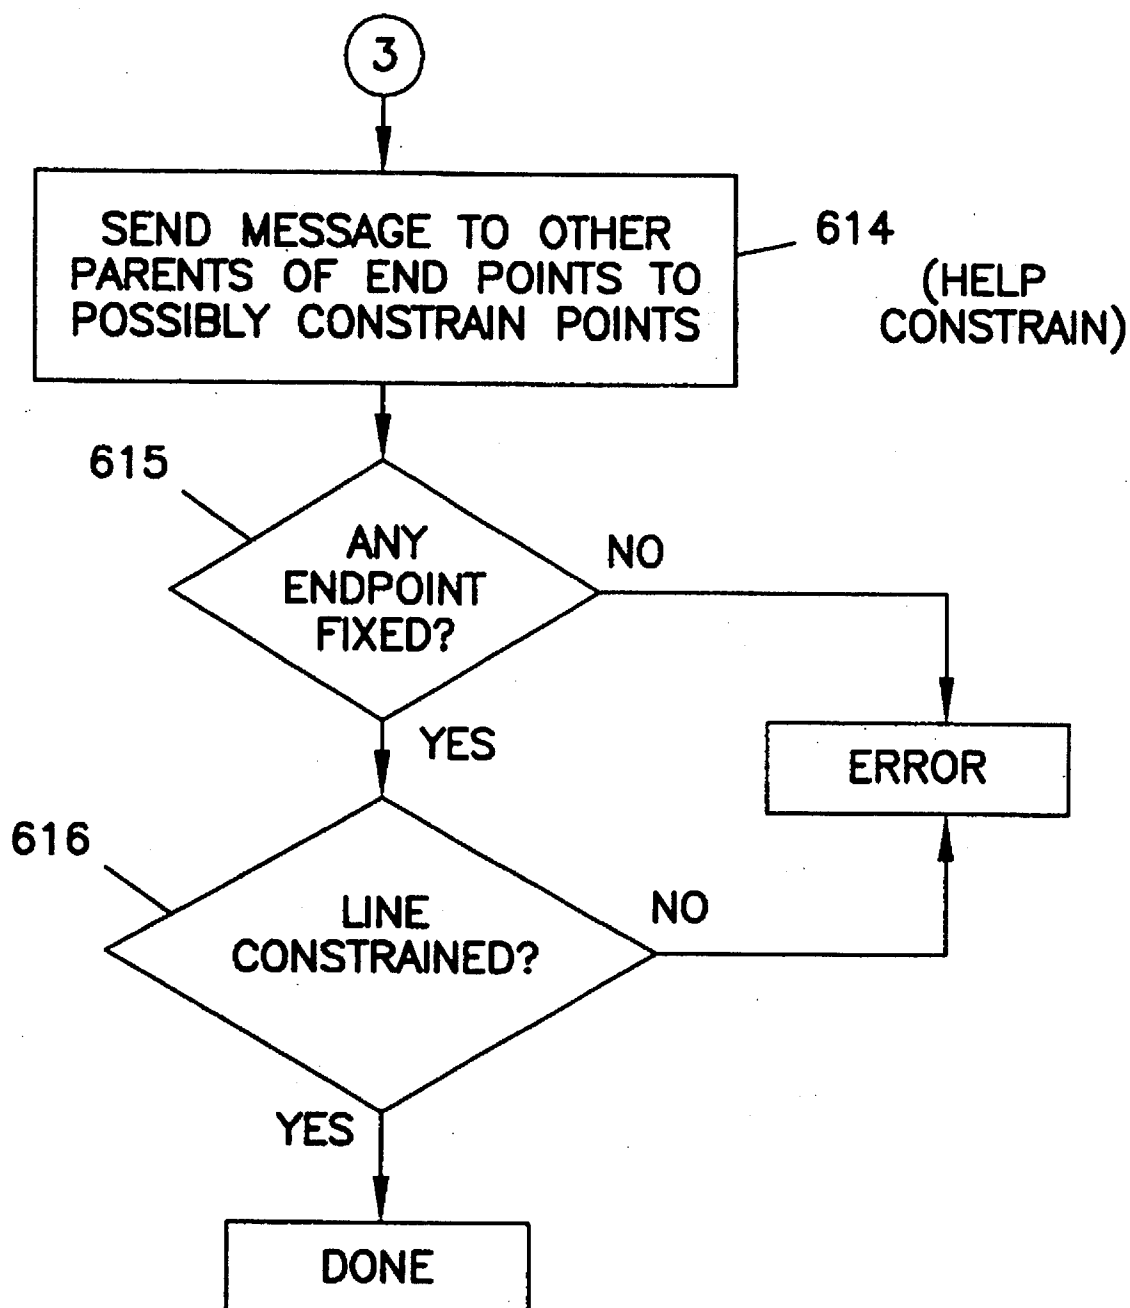 3
SEND MESSAGE TO OTHER
PARENTS OF END POINTS TO
POSSIBLY CONSTRAIN POINTS
614
(HELP
CONSTRAIN)
615
ANY
ENDPOINT
FIXED?
NO
YES
ERROR
616
LINE
CONSTRAINED?
NO
YES
DONE